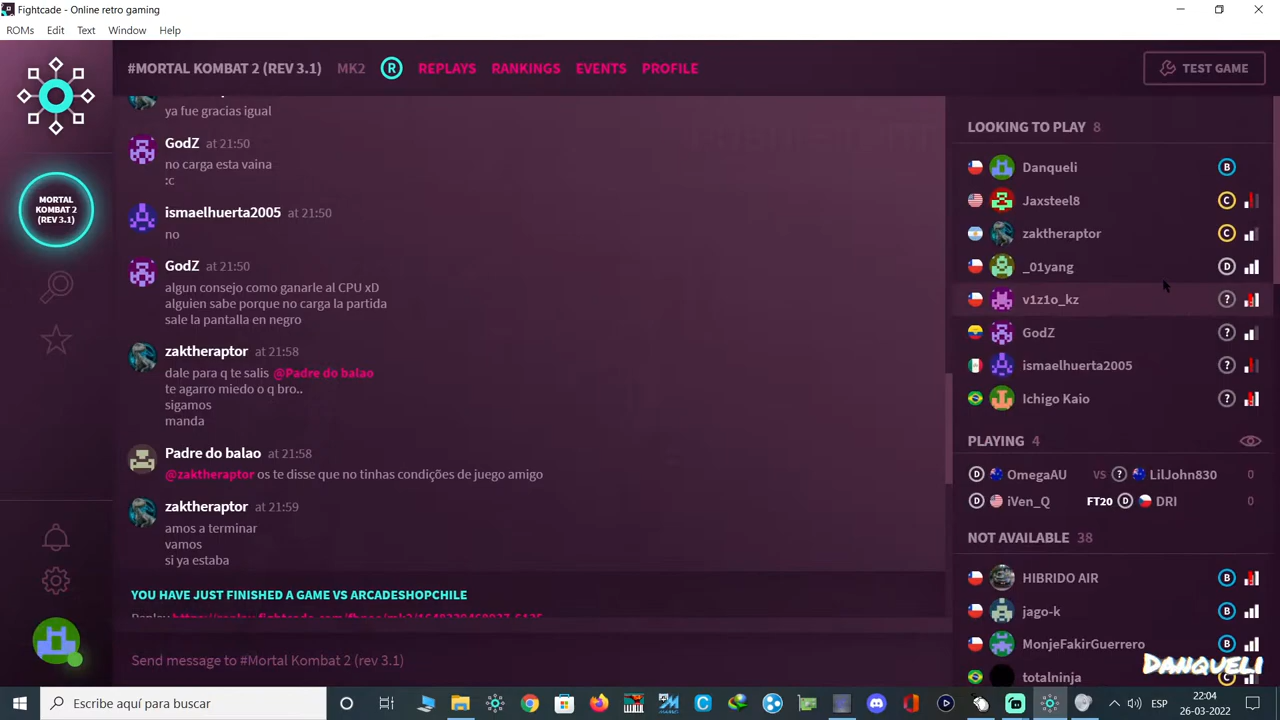 Fightcade - Online retro gaming
ROMs Edit Text Window Help
#MORTAL KOMBAT 2 (REV 3.1) MK2 R REPLAYS RANKINGS EVENTS PROFILE TEST GAME
MORTAL
KOMBAT 2
(REV 3.1)
ya fue gracias igual
GodZ at 21:50
no carga esta vaina
:c
ismaelhuerta2005 at 21:50
no
GodZ at 21:50
algun consejo como ganarle al CPU xD
alguien sabe porque no carga la partida
sale la pantalla en negro
zaktheraptor at 21:58
dale para q te salis @Padre do balao
te agarro miedo o q bro..
sigamos
manda
Padre do balao at 21:58
@zaktheraptor os te disse que no tinhas condições de juego amigo
zaktheraptor at 21:59
amos a terminar
vamos
si ya estaba
YOU HAVE JUST FINISHED A GAME VS ARCADESHOPCHILE
Send message to #Mortal Kombat 2 (rev 3.1)
LOOKING TO PLAY 8
Danqueli B
Jaxsteel8 C
zaktheraptor C
_01yang D
v1z1o_kz ?
GodZ ?
ismaelhuerta2005 ?
Ichigo Kaio ?
PLAYING 4
D OmegaAU VS ? LilJohn830 0
D iVen_Q FT20 D DRI 0
NOT AVAILABLE 38
HIBRIDO AIR B
jago-k B
MonjeFakirGuerrero B
totalninja C
DANQUELI
Escribe aquí para buscar
ESP
22:04
26-03-2022